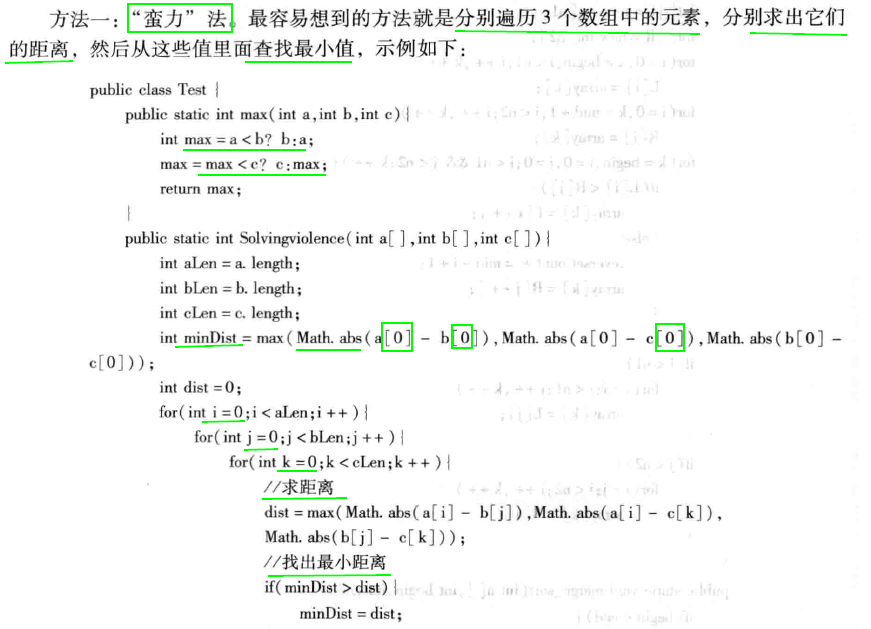 方法一：“蛮力”法。最容易想到的方法就是分别遍历 3 个数组中的元素，分别求出它们
的距离，然后从这些值里面查找最小值，示例如下：
public class Test {
public static int max(int a,int b,int c){
int max = a < b? b:a;
max = max < c? c:max;
return max;
}
public static int Solvingviolence(int a[ ],int b[ ],int c[ ]){
int aLen = a. length;
int bLen = b. length;
int cLen = c. length;
int minDist = max(Math. abs(a[0] - b[0]),Math. abs(a[0] - c[0]),Math. abs(b[0] -
c[0]));
int dist = 0;
for(int i = 0;i < aLen;i ++ ){
for(int j = 0;j < bLen;j ++ ){
for(int k = 0;k < cLen;k ++ ){
//求距离
dist = max(Math. abs(a[i] - b[j]),Math. abs(a[i] - c[k]),
Math. abs(b[j] - c[k]));
//找出最小距离
if(minDist > dist){
minDist = dist;